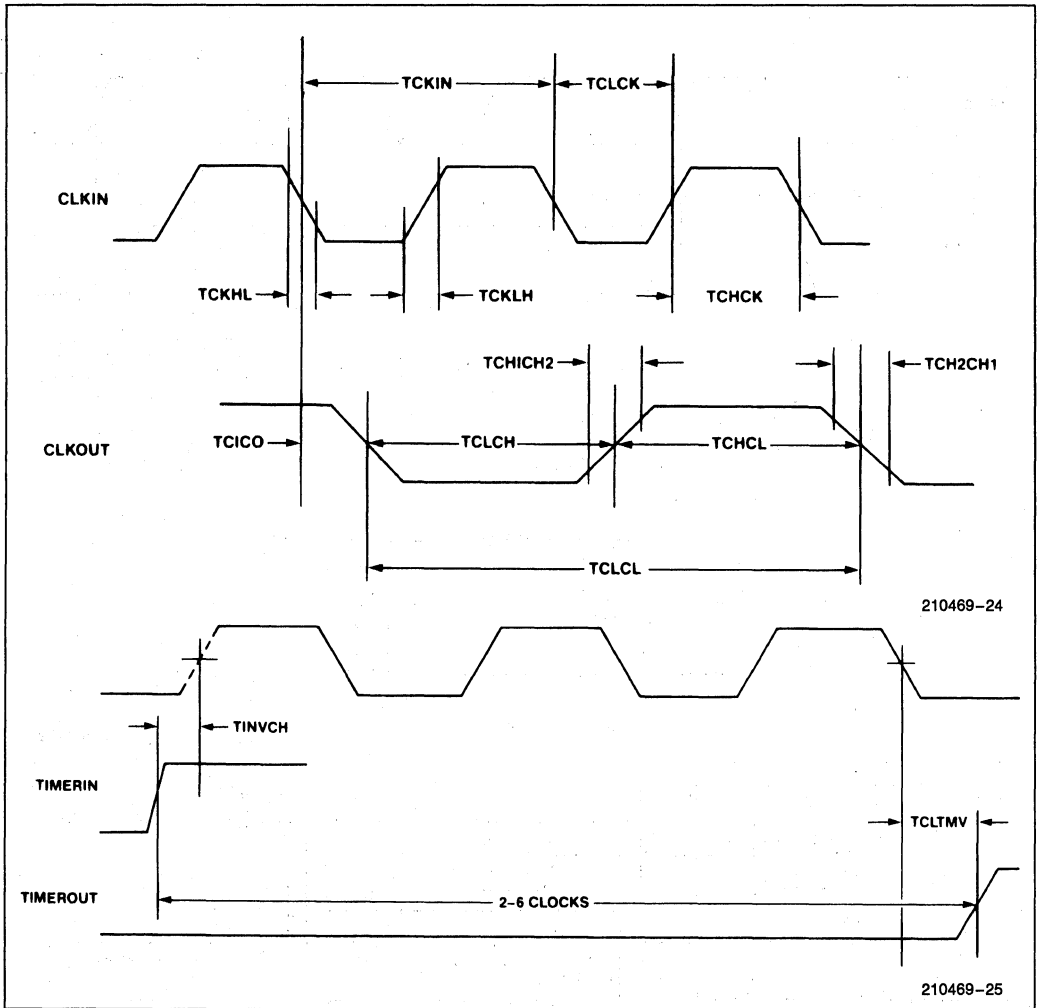 TCKIN
TCLCK
CLKIN
TCKHL
TCKLH
TCHCK
TCHICH2
TCH2CH1
CLKOUT
TCICO
TCLCH
TCHCL
TCLCL
210469-24
TINVCH
TIMERIN
TCLTMV
TIMEROUT
2-6 CLOCKS
210469-25